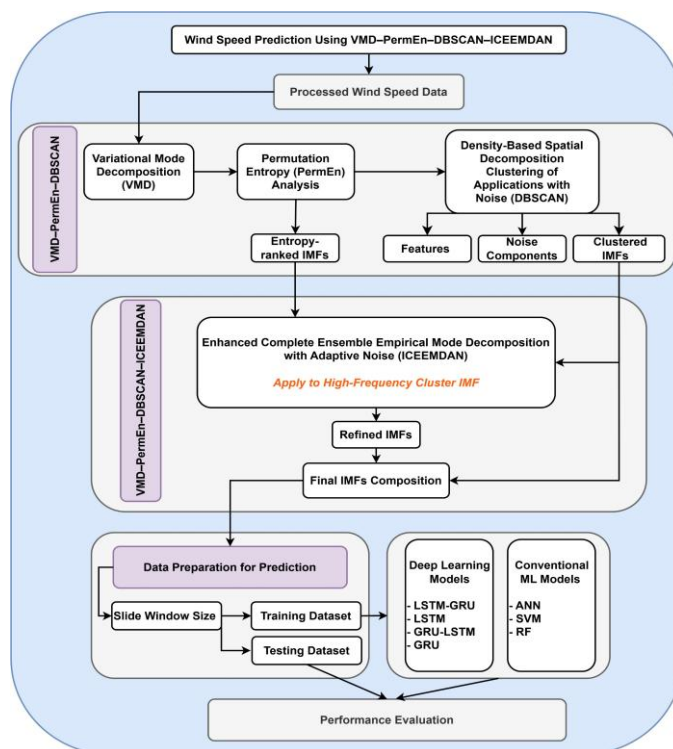 Wind Speed Prediction Using VMD–PermEn–DBSCAN–ICEEMDAN
Processed Wind Speed Data
VMD–PermEn–DBSCAN
Variational Mode
Decomposition
(VMD)
Permutation
Entropy (PermEn)
Analysis
Density-Based Spatial
Decomposition
Clustering of
Applications with
Noise (DBSCAN)
Entropy-
ranked IMFs
Features
Noise
Components
Clustered
IMFs
VMD–PermEn–DBSCAN–ICEEMDAN
Enhanced Complete Ensemble Empirical Mode Decomposition
with Adaptive Noise (ICEEMDAN)
Apply to High-Frequency Cluster IMF
Refined IMFs
Final IMFs Composition
Data Preparation for Prediction
Slide Window Size
Training Dataset
Testing Dataset
Deep Learning
Models
- LSTM-GRU
- LSTM
- GRU-LSTM
- GRU
Conventional
ML Models
- ANN
- SVM
- RF
Performance Evaluation